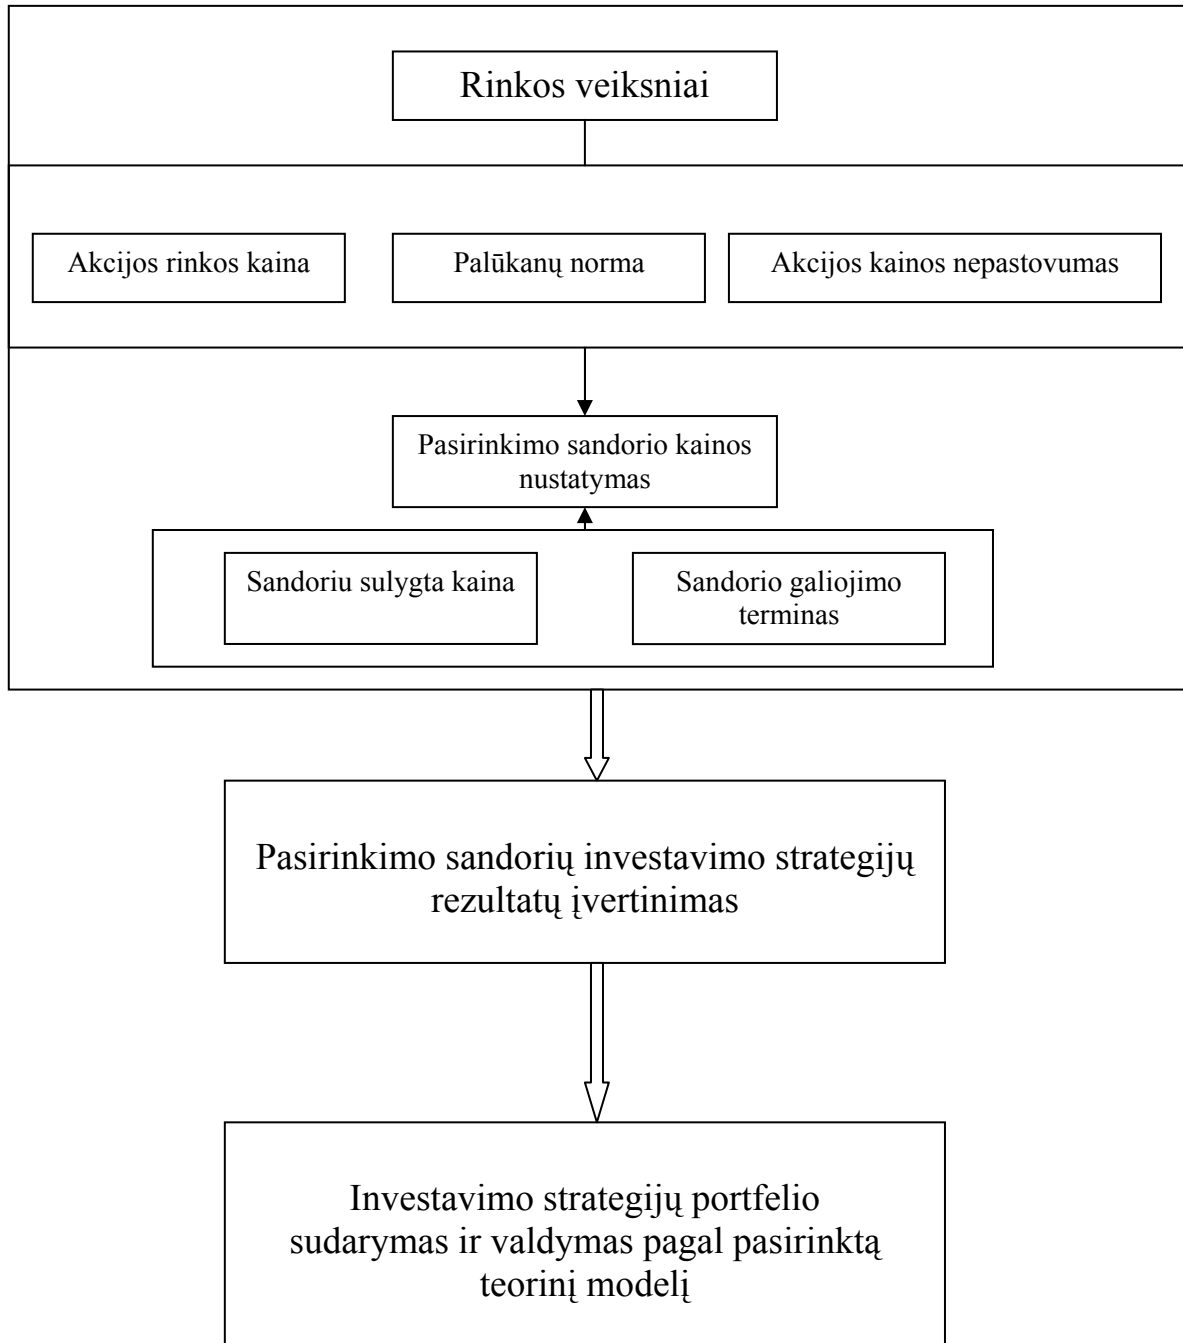 Rinkos veiksniai
Akcijos rinkos kaina
Palūkanų norma
Akcijos kainos nepastovumas
Pasirinkimo sandorio kainos
nustatymas
Sandoriu sulygta kaina
Sandorio galiojimo
terminas
Pasirinkimo sandorių investavimo strategijų
rezultatų įvertinimas
Investavimo strategijų portfelio
sudarymas ir valdymas pagal pasirinktą
teorinį modelį